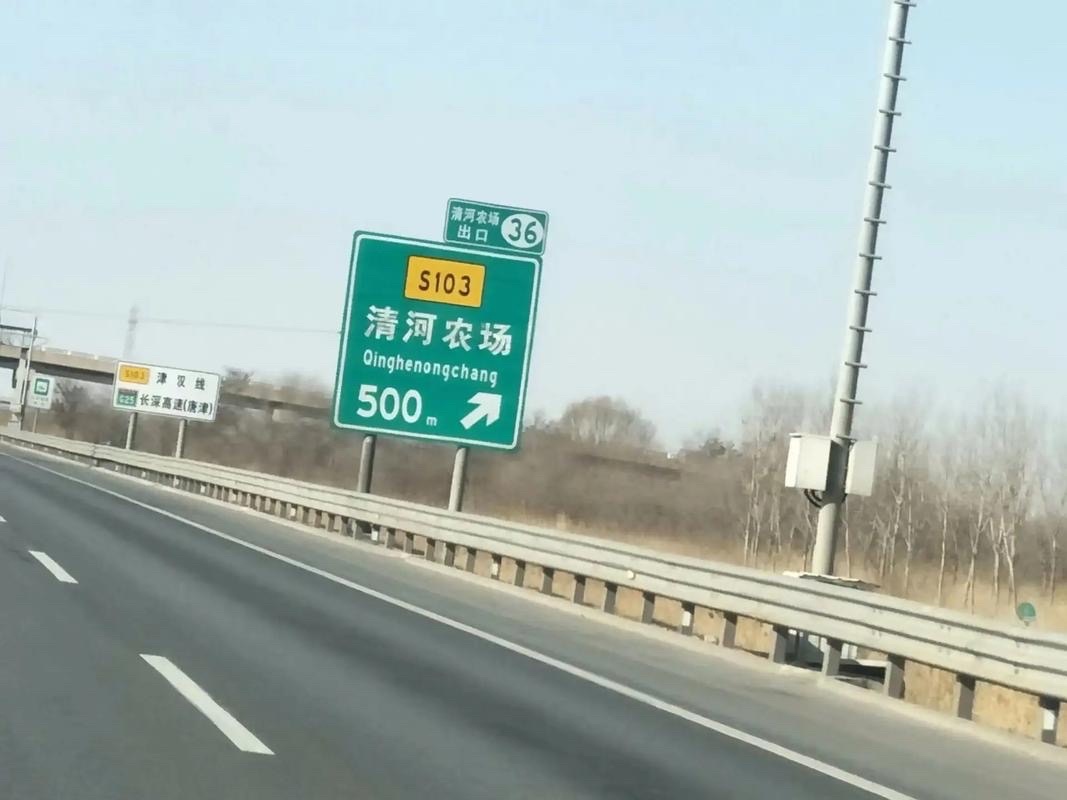 清河农场
出口 36
S103
清河农场
Qinghenongchang
500m
S103 津汉线
G25 长深高速(唐津)